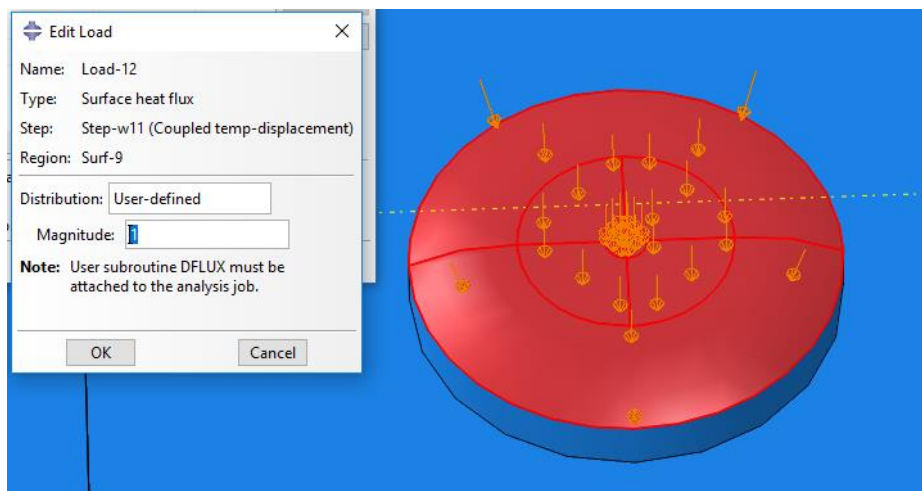 Edit Load
Name: Load-12
Type: Surface heat flux
Step: Step-w11 (Coupled temp-displacement)
Region: Surf-9
Distribution: User-defined
Magnitude: 1
Note: User subroutine DFLUX must be
attached to the analysis job.
OK Cancel